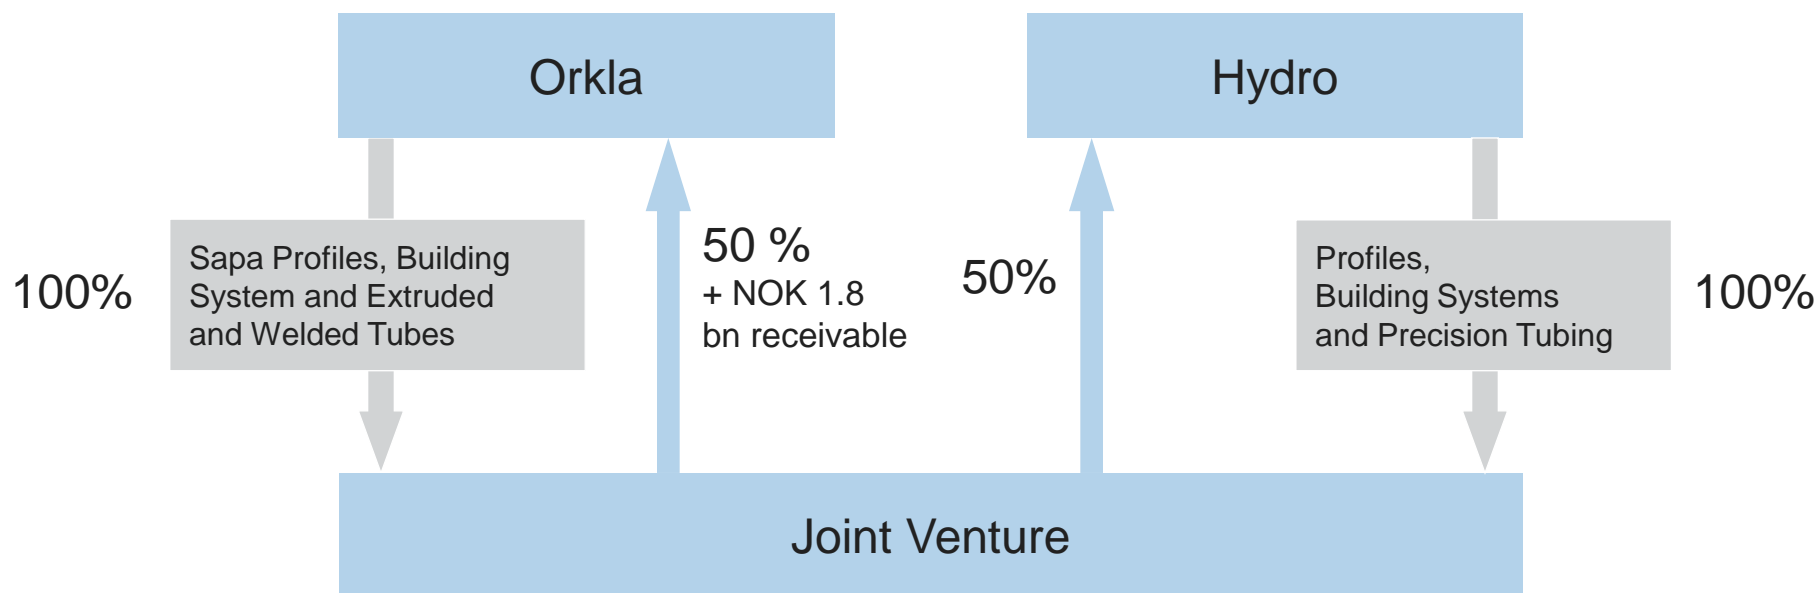 Orkla
Hydro
100%
Sapa Profiles, Building
System and Extruded
and Welded Tubes
50 %
+ NOK 1.8
bn receivable
50%
Profiles,
Building Systems
and Precision Tubing
100%
Joint Venture